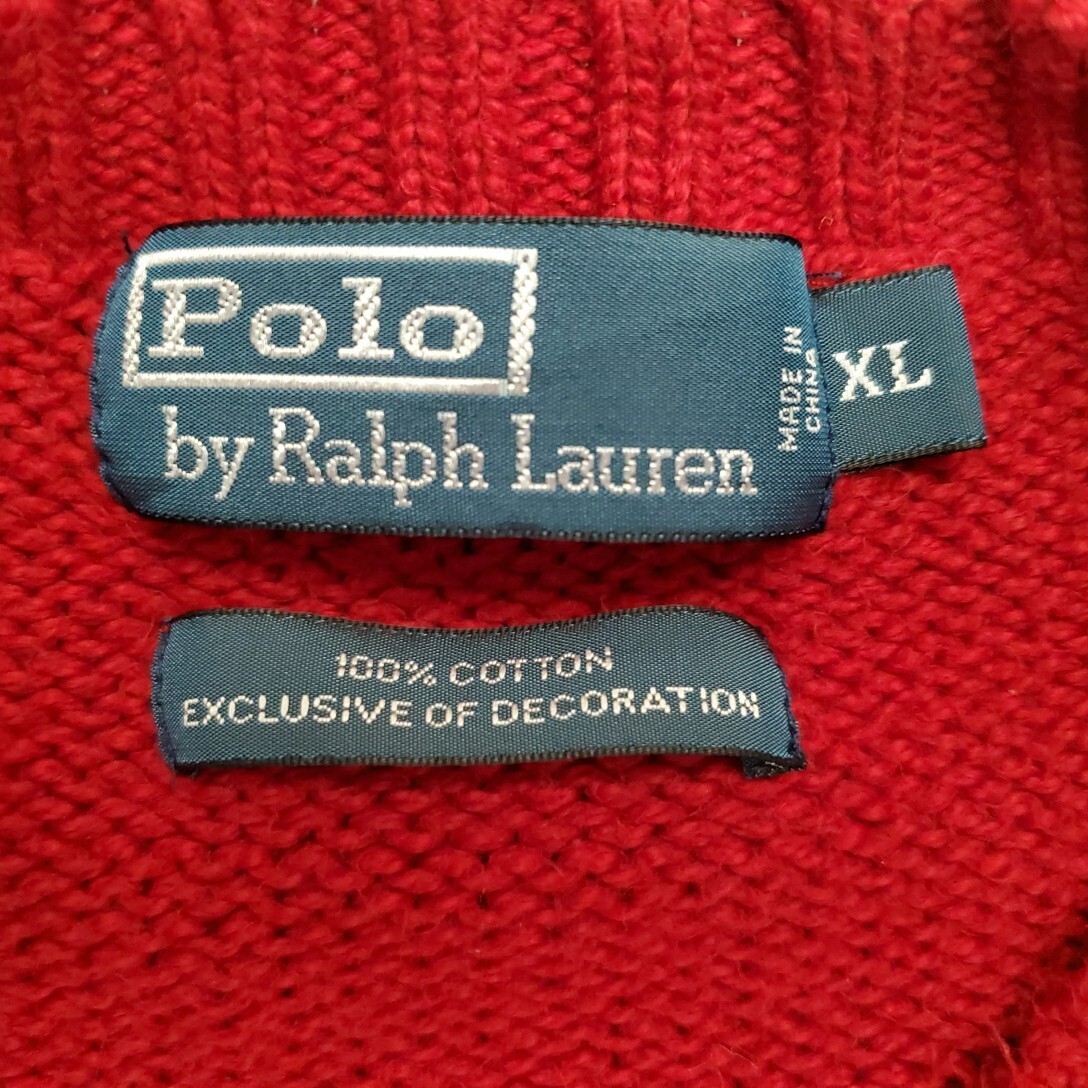 Polo
by Ralph Lauren
MADE IN
CHINA
XL
100% COTTON
EXCLUSIVE OF DECORATION